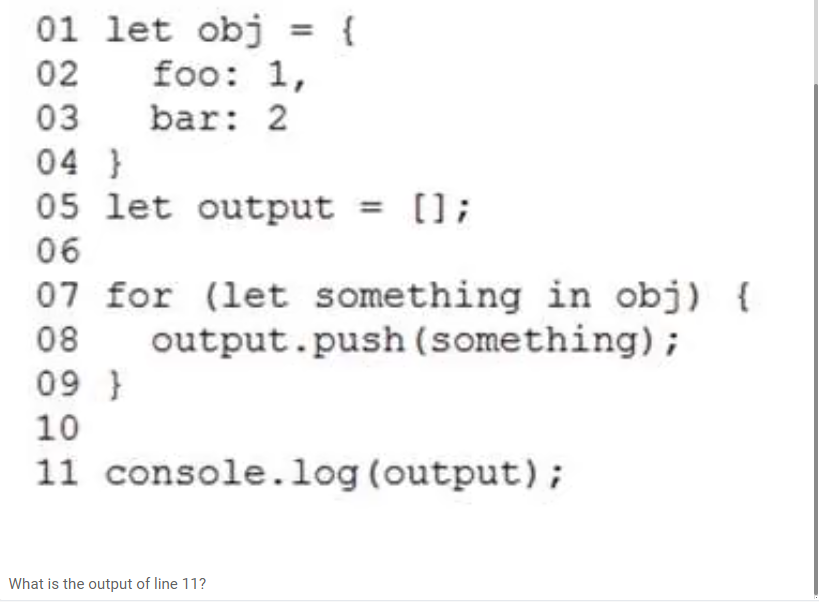 01 let obj = {
02   foo: 1,
03   bar: 2
04 }
05 let output = [];
06
07 for (let something in obj) {
08   output.push(something);
09 }
10
11 console.log(output);
What is the output of line 11?